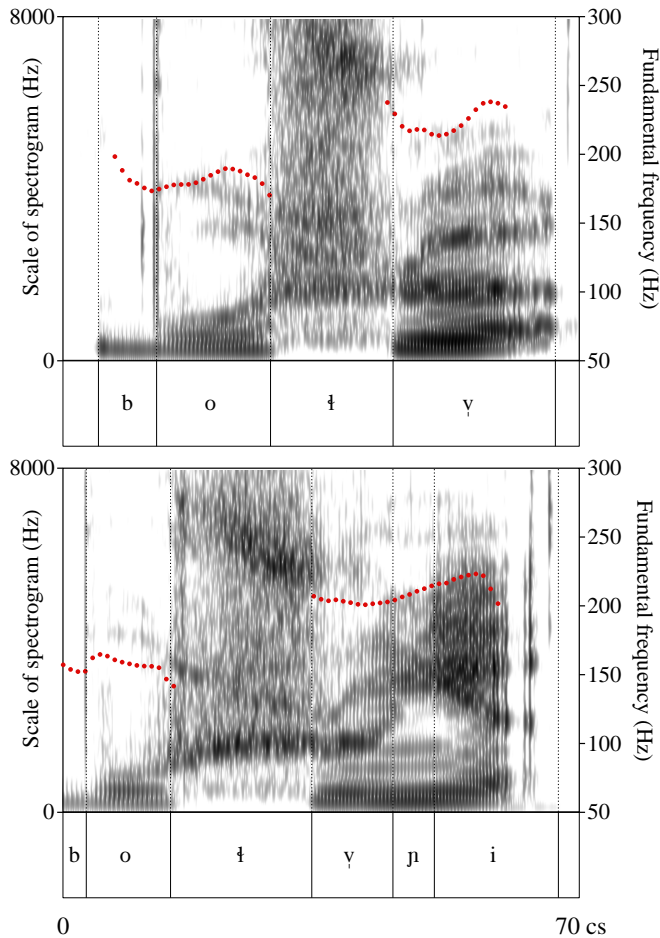 8000
0
Scale of spectrogram (Hz)
300
250
200
150
100
50
Fundamental frequency (Hz)
b o ɬ v̩
8000
0
Scale of spectrogram (Hz)
300
250
200
150
100
50
Fundamental frequency (Hz)
b o ɬ v̩ ɲ i
0 70 cs